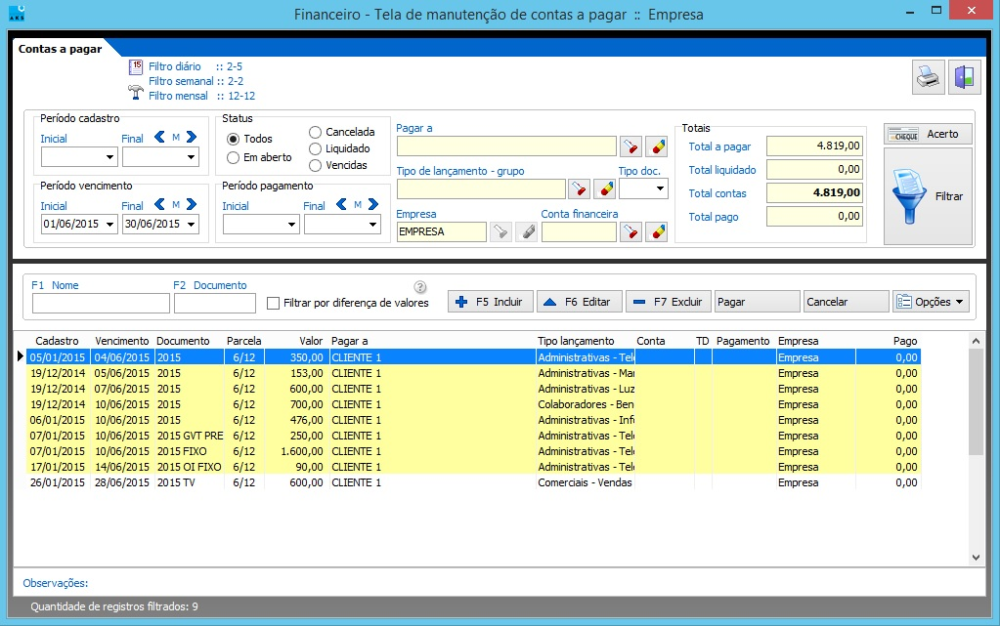 AKS
Financeiro - Tela de manutenção de contas a pagar :: Empresa
Contas a pagar
15
Filtro diário :: 2-5
Filtro semanal :: 2-2
Filtro mensal :: 12-12
Período cadastro
Inicial
Final
M
Status
Todos
Em aberto
Cancelada
Liquidado
Vencidas
Pagar a
Tipo de lançamento - grupo
Tipo doc.
Totais
Total a pagar 4.819,00
Total liquidado 0,00
Total contas 4.819,00
Total pago 0,00
CHEQUE Acerto
Filtrar
Período vencimento
Inicial
Final
M
01/06/2015
30/06/2015
Período pagamento
Inicial
Final
M
Empresa
EMPRESA
Conta financeira
F1 Nome
F2 Documento
?
Filtrar por diferença de valores
F5 Incluir
F6 Editar
F7 Excluir
Pagar
Cancelar
Opções
Cadastro Vencimento Documento Parcela Valor Pagar a Tipo lançamento Conta TD Pagamento Empresa Pago
05/01/2015 04/06/2015 2015 6/12 350,00 CLIENTE 1 Administrativas - Tele Empresa 0,00
19/12/2014 05/06/2015 2015 6/12 153,00 CLIENTE 1 Administrativas - Mar Empresa 0,00
19/12/2014 07/06/2015 2015 6/12 600,00 CLIENTE 1 Administrativas - Luz Empresa 0,00
19/12/2014 10/06/2015 2015 6/12 700,00 CLIENTE 1 Colaboradores - Ben Empresa 0,00
06/01/2015 10/06/2015 2015 6/12 476,00 CLIENTE 1 Administrativas - Info Empresa 0,00
07/01/2015 10/06/2015 2015 GVT PRE 6/12 250,00 CLIENTE 1 Administrativas - Tele Empresa 0,00
07/01/2015 10/06/2015 2015 FIXO 6/12 1.600,00 CLIENTE 1 Administrativas - Tele Empresa 0,00
17/01/2015 14/06/2015 2015 OI FIXO 6/12 90,00 CLIENTE 1 Administrativas - Tele Empresa 0,00
26/01/2015 28/06/2015 2015 TV 6/12 600,00 CLIENTE 1 Comerciais - Vendas Empresa 0,00
Observações:
Quantidade de registros filtrados: 9